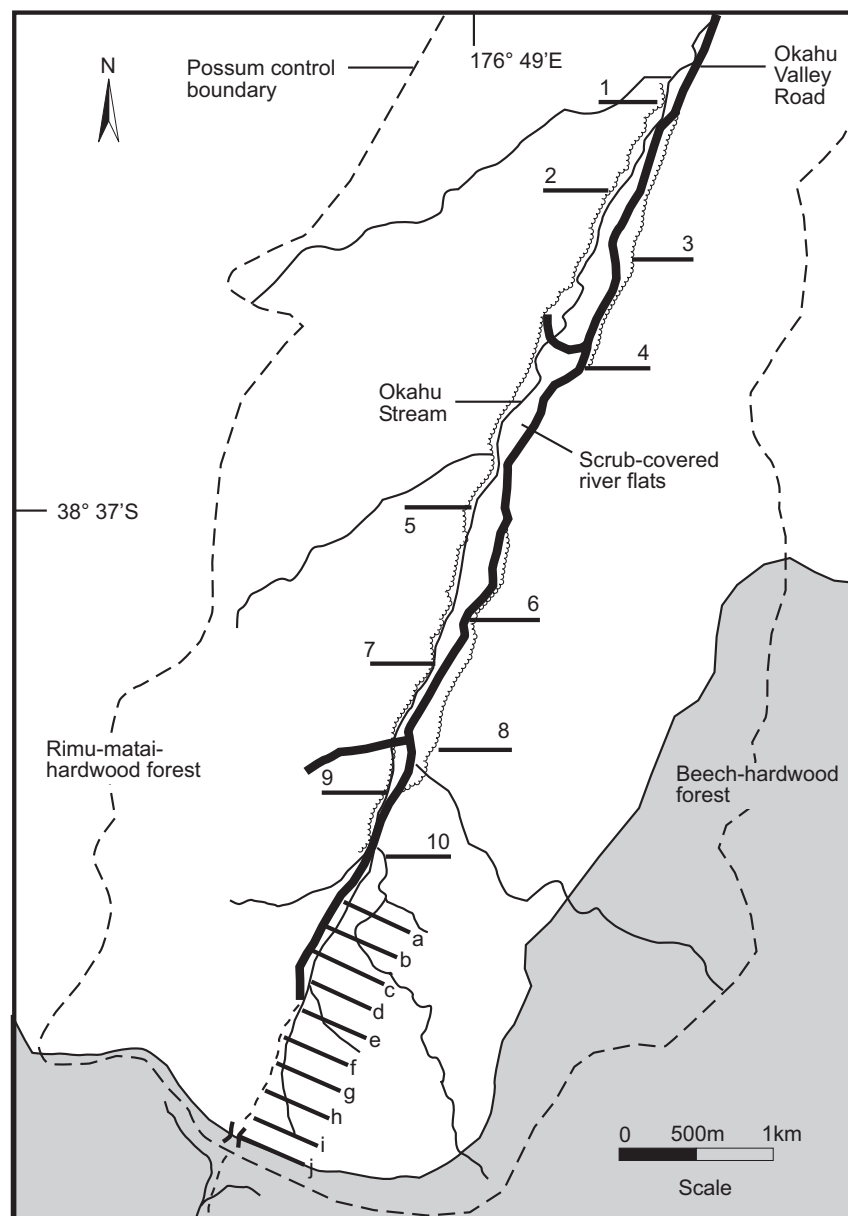 N
Possum control
boundary
176° 49'E
Okahu
Valley
Road
1
2
3
4
Okahu
Stream
Scrub-covered
river flats
38° 37'S
5
6
7
8
Rimu-matai-
hardwood forest
9
Beech-hardwood
forest
10
a
b
c
d
e
f
g
h
i
j
0 500m 1km
Scale